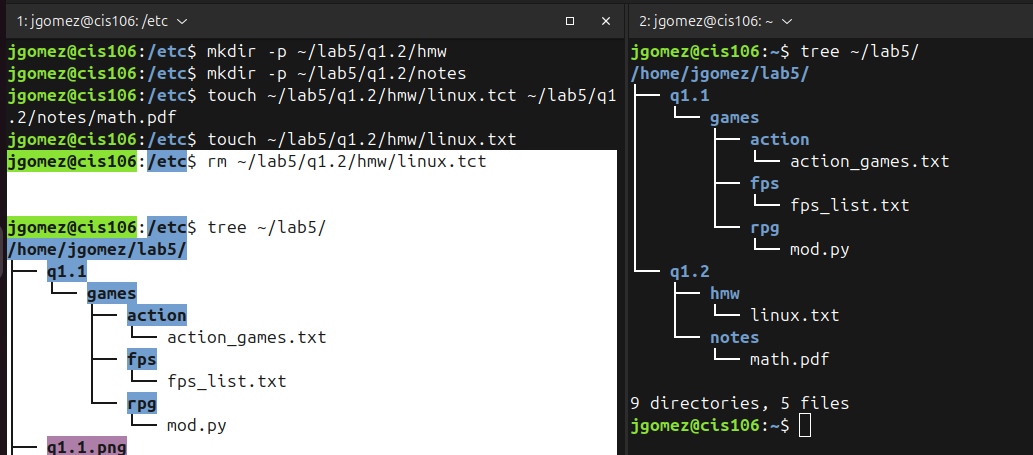 1: jgomez@cis106: /etc
jgomez@cis106:/etc$ mkdir -p ~/lab5/q1.2/hmw
jgomez@cis106:/etc$ mkdir -p ~/lab5/q1.2/notes
jgomez@cis106:/etc$ touch ~/lab5/q1.2/hmw/linux.tct ~/lab5/q1
.2/notes/math.pdf
jgomez@cis106:/etc$ touch ~/lab5/q1.2/hmw/linux.txt
jgomez@cis106:/etc$ rm ~/lab5/q1.2/hmw/linux.tct
jgomez@cis106:/etc$ tree ~/lab5/
/home/jgomez/lab5/
├── q1.1
│   └── games
│       ├── action
│       │   └── action_games.txt
│       ├── fps
│       │   └── fps_list.txt
│       └── rpg
│           └── mod.py
├── q1.1.png
2: jgomez@cis106: ~
jgomez@cis106:~$ tree ~/lab5/
/home/jgomez/lab5/
├── q1.1
│   └── games
│       ├── action
│       │   └── action_games.txt
│       ├── fps
│       │   └── fps_list.txt
│       └── rpg
│           └── mod.py
└── q1.2
    ├── hmw
    │   └── linux.txt
    └── notes
        └── math.pdf
9 directories, 5 files
jgomez@cis106:~$